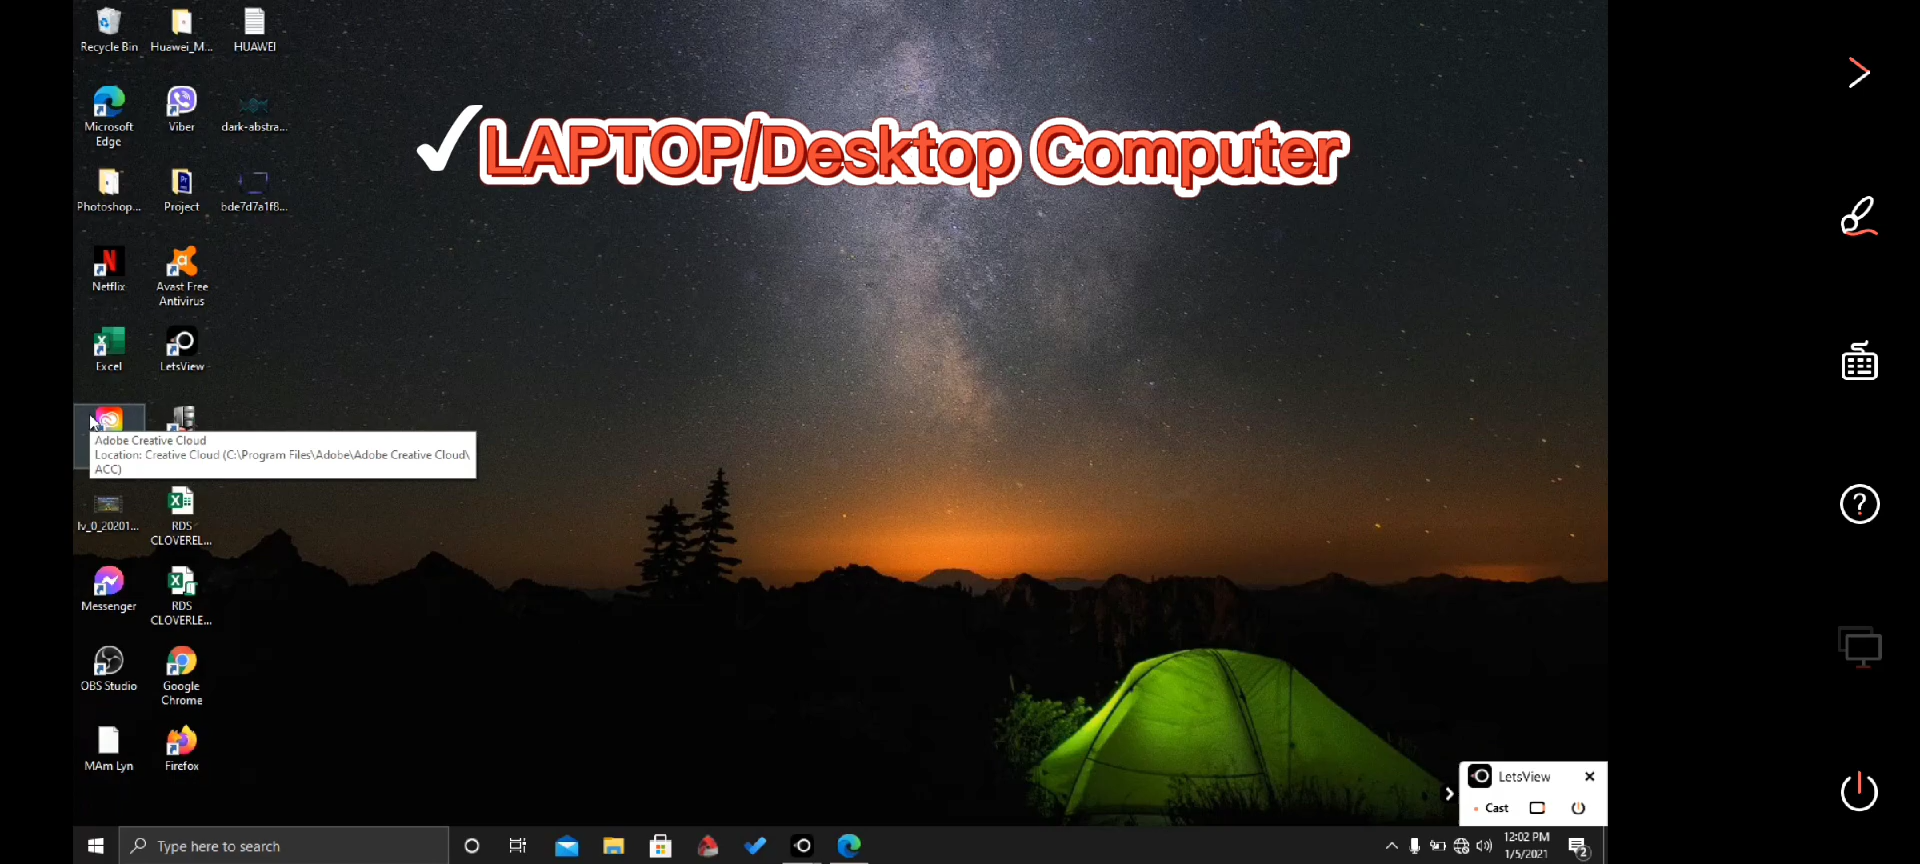 Recycle Bin
Huawei_M...
HUAWEI
Microsoft
Edge
Viber
dark-abstra...
✓LAPTOP/Desktop Computer
Photoshop...
Project
bde7d7a1f8...
Netflix
Avast Free
Antivirus
Excel
LetsView
Adobe Creative Cloud
Location: Creative Cloud (C:\Program Files\Adobe\Adobe Creative Cloud\
ACC)
lv_0_20201...
RDS
CLOVEREL...
Messenger
RDS
CLOVERLE...
OBS Studio
Google
Chrome
MAm Lyn
Firefox
LetsView
Cast
Type here to search
12:02 PM
1/5/2021
2